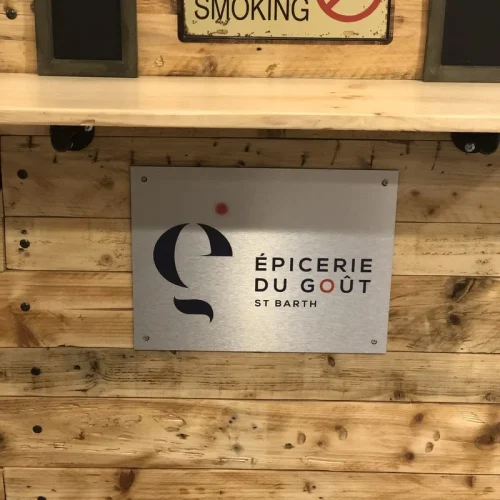 SMOKING
ÉPICERIE
DU GOÛT
ST BARTH